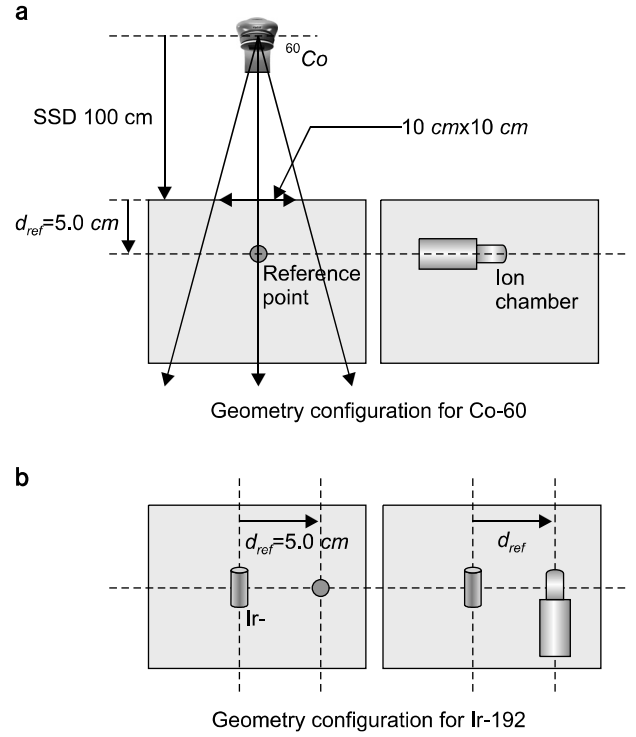 a
60Co
SSD 100 cm
10 cmx10 cm
dref=5.0 cm
Reference
point
Ion
chamber
Geometry configuration for Co-60
b
dref=5.0 cm
dref
Ir-
Geometry configuration for Ir-192